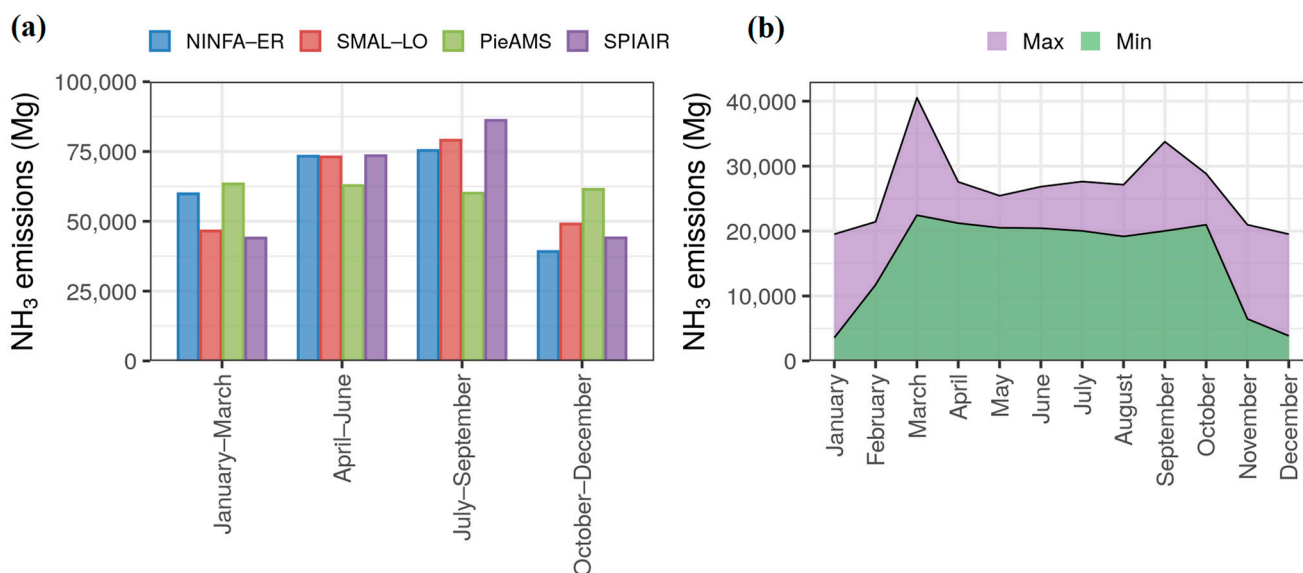 (a)
NINFA–ER SMAL–LO PieAMS SPIAIR
NH₃ emissions (Mg)
100,000
75,000
50,000
25,000
0
January–March
April–June
July–September
October–December
(b)
Max Min
NH₃ emissions (Mg)
40,000
30,000
20,000
10,000
0
January
February
March
April
May
June
July
August
September
October
November
December